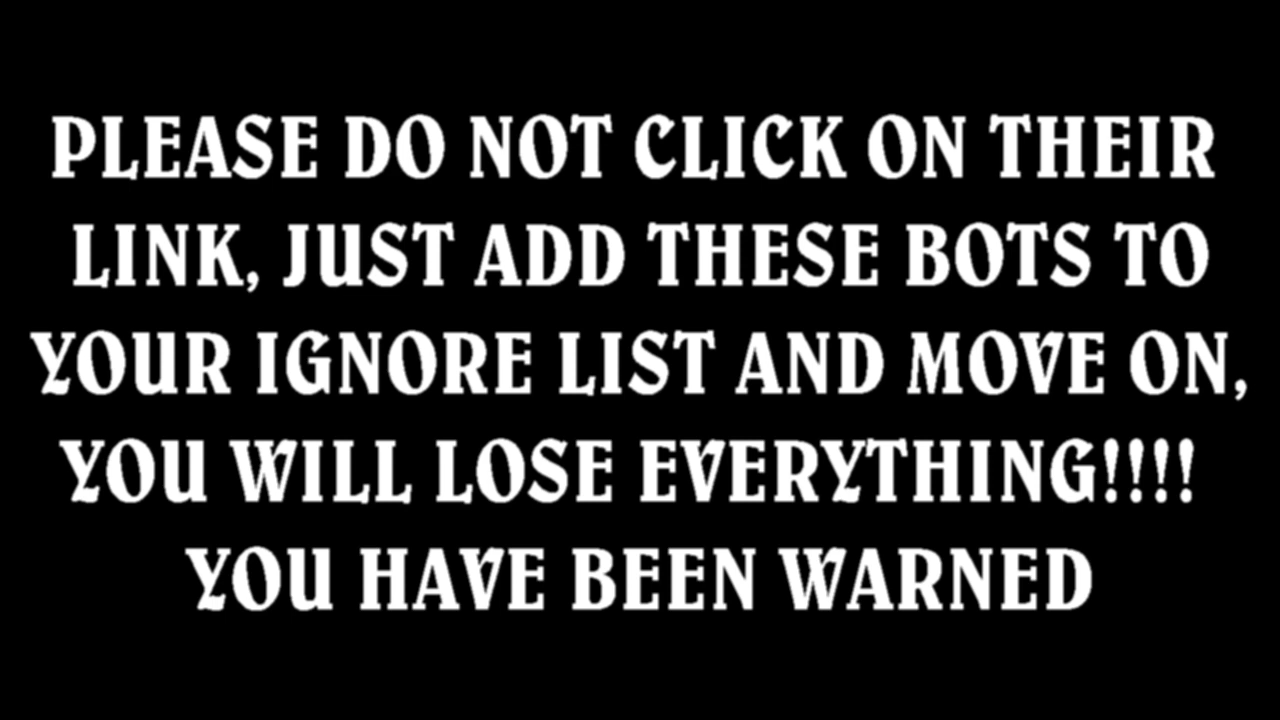 PLEASE DO NOT CLICK ON THEIR
LINK, JUST ADD THESE BOTS TO
YOUR IGNORE LIST AND MOVE ON,
YOU WILL LOSE EVERYTHING!!!!
YOU HAVE BEEN WARNED